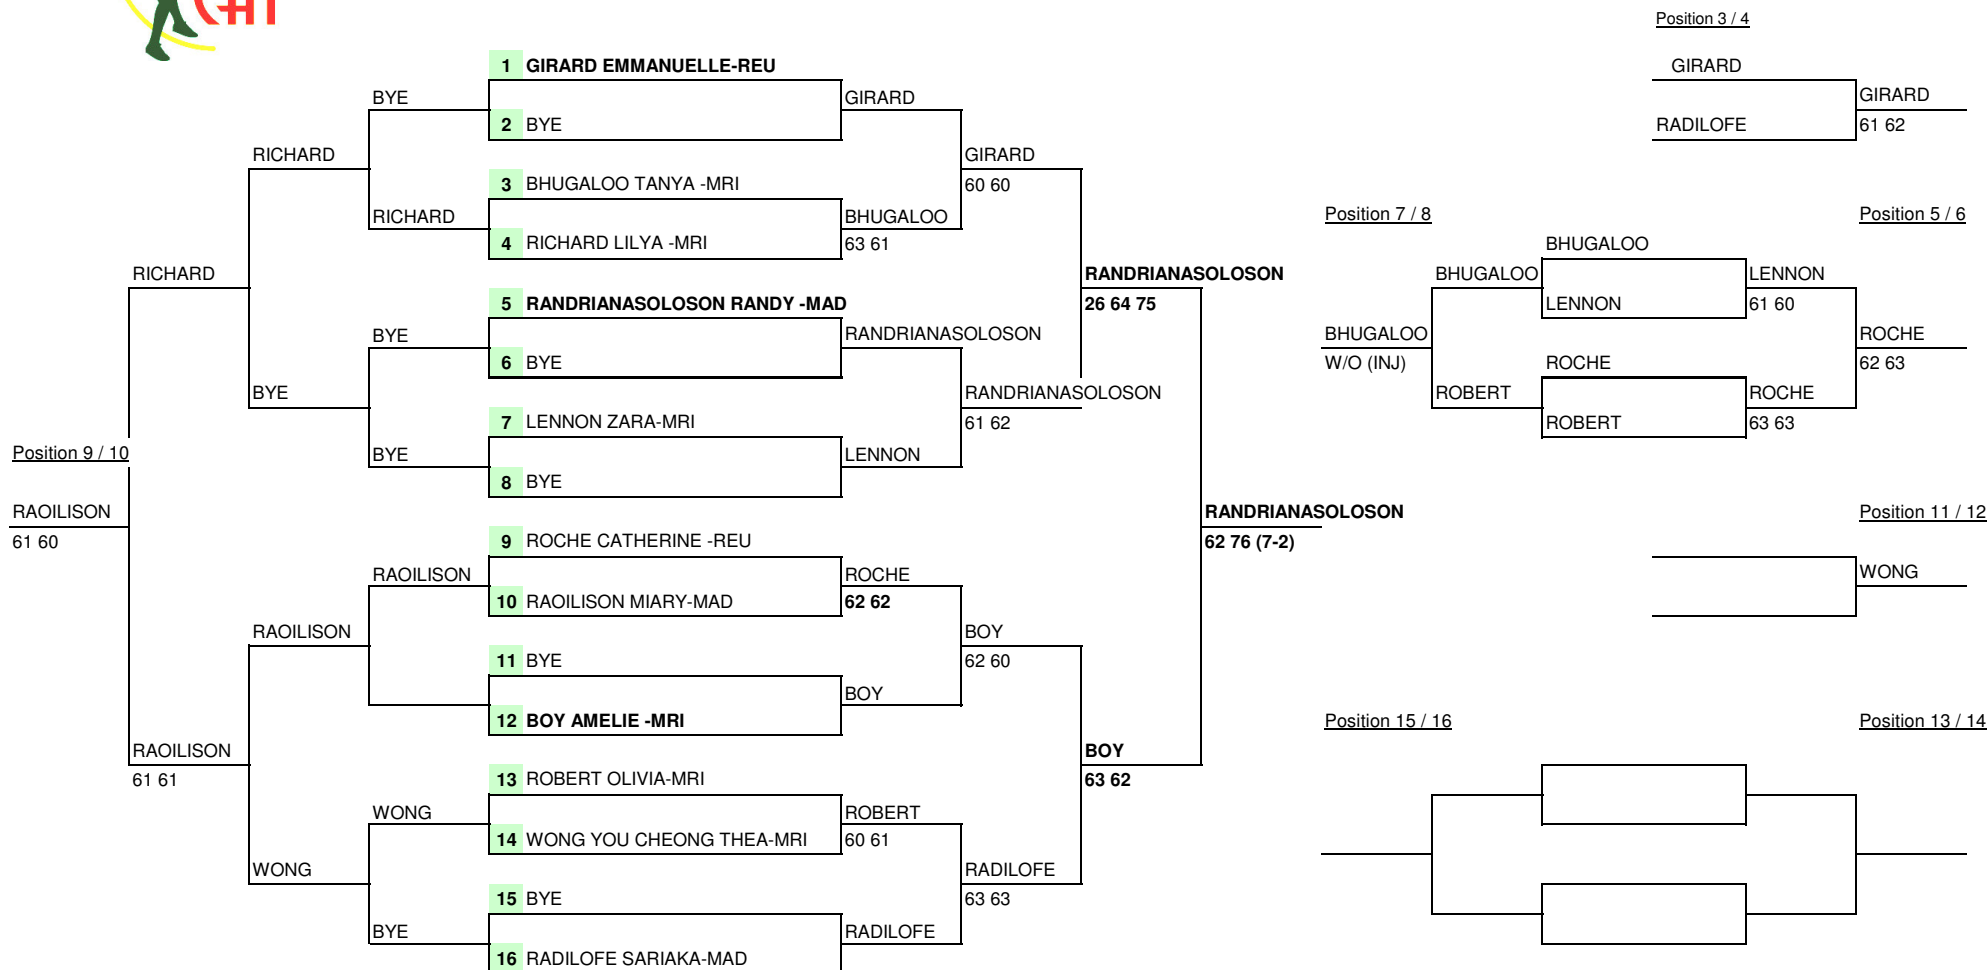 Position 3 / 4
1 GIRARD EMMANUELLE-REU
GIRARD
BYE
GIRARD
GIRARD
2 BYE
RADILOFE
61 62
RICHARD
GIRARD
3 BHUGALOO TANYA -MRI
60 60
RICHARD
BHUGALOO
Position 7 / 8
Position 5 / 6
4 RICHARD LILYA -MRI
63 61
BHUGALOO
RICHARD
RANDRIANASOLOSON
BHUGALOO
LENNON
5 RANDRIANASOLOSON RANDY -MAD
26 64 75
LENNON
61 60
BYE
RANDRIANASOLOSON
BHUGALOO
ROCHE
6 BYE
W/O (INJ)
ROCHE
62 63
BYE
RANDRIANASOLOSON
ROBERT
ROCHE
7 LENNON ZARA-MRI
61 62
ROBERT
63 63
Position 9 / 10
BYE
LENNON
8 BYE
RAOILISON
RANDRIANASOLOSON
Position 11 / 12
61 60
9 ROCHE CATHERINE -REU
62 76 (7-2)
RAOILISON
ROCHE
WONG
10 RAOILISON MIARY-MAD
62 62
RAOILISON
BOY
11 BYE
62 60
BOY
12 BOY AMELIE -MRI
Position 15 / 16
Position 13 / 14
RAOILISON
BOY
61 61
13 ROBERT OLIVIA-MRI
63 62
WONG
ROBERT
14 WONG YOU CHEONG THEA-MRI
60 61
WONG
RADILOFE
15 BYE
63 63
BYE
RADILOFE
16 RADILOFE SARIAKA-MAD